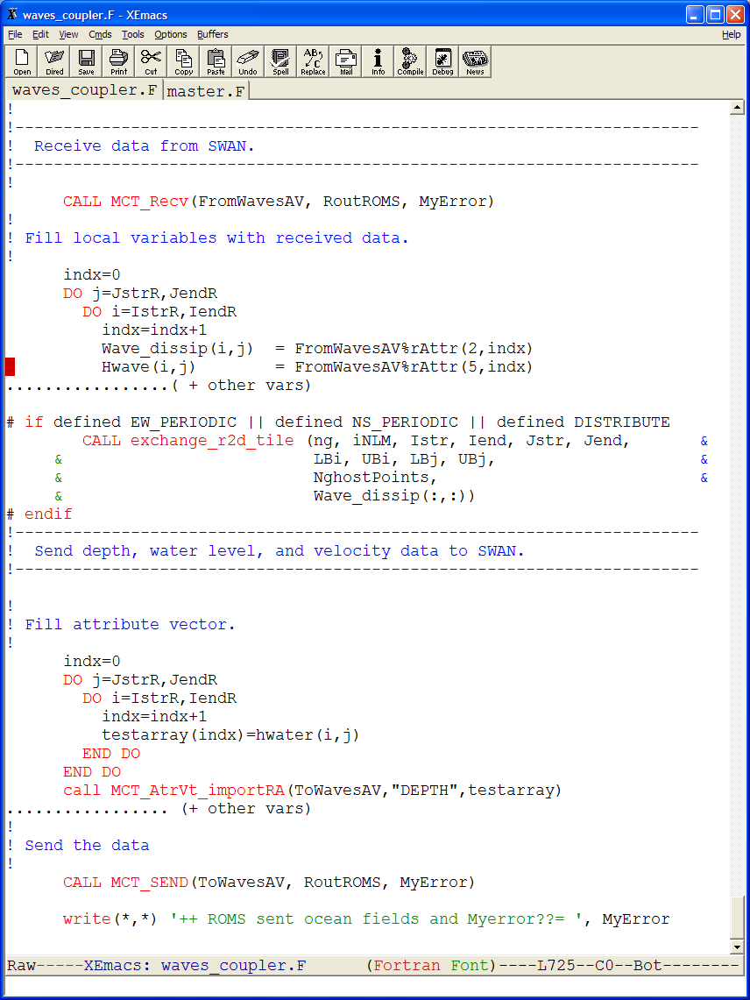 waves_coupler.F - XEmacs
File Edit View Cmds Tools Options Buffers Help
Open Dired Save Print Cut Copy Paste Undo Spell Replace Mail Info Compile Debug News
waves_coupler.F master.F
!
!-----------------------------------------------------------------------
!  Receive data from SWAN.
!-----------------------------------------------------------------------
!
      CALL MCT_Recv(FromWavesAV, RoutROMS, MyError)
!
! Fill local variables with received data.
!
      indx=0
      DO j=JstrR,JendR
        DO i=IstrR,IendR
          indx=indx+1
          Wave_dissip(i,j)  = FromWavesAV%rAttr(2,indx)
          Hwave(i,j)        = FromWavesAV%rAttr(5,indx)
.................( + other vars)
# if defined EW_PERIODIC || defined NS_PERIODIC || defined DISTRIBUTE
        CALL exchange_r2d_tile (ng, iNLM, Istr, Iend, Jstr, Jend,       &
     &                          LBi, UBi, LBj, UBj,                     &
     &                          NghostPoints,                           &
     &                          Wave_dissip(:,:))
# endif
!-----------------------------------------------------------------------
!  Send depth, water level, and velocity data to SWAN.
!-----------------------------------------------------------------------
!
! Fill attribute vector.
!
      indx=0
      DO j=JstrR,JendR
        DO i=IstrR,IendR
          indx=indx+1
          testarray(indx)=hwater(i,j)
        END DO
      END DO
      call MCT_AtrVt_importRA(ToWavesAV,"DEPTH",testarray)
................. (+ other vars)
!
! Send the data
!
      CALL MCT_SEND(ToWavesAV, RoutROMS, MyError)
      write(*,*) '++ ROMS sent ocean fields and Myerror??= ', MyError
Raw-----XEmacs: waves_coupler.F      (Fortran Font)----L725--C0--Bot--------